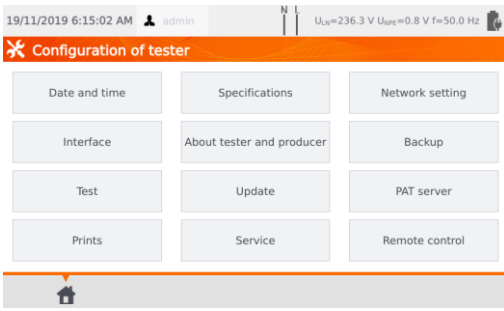 19/11/2019 6:15:02 AM admin N L ULN=236.3 V UNPE=0.8 V f=50.0 Hz
Configuration of tester
Date and time Specifications Network setting
Interface About tester and producer Backup
Test Update PAT server
Prints Service Remote control